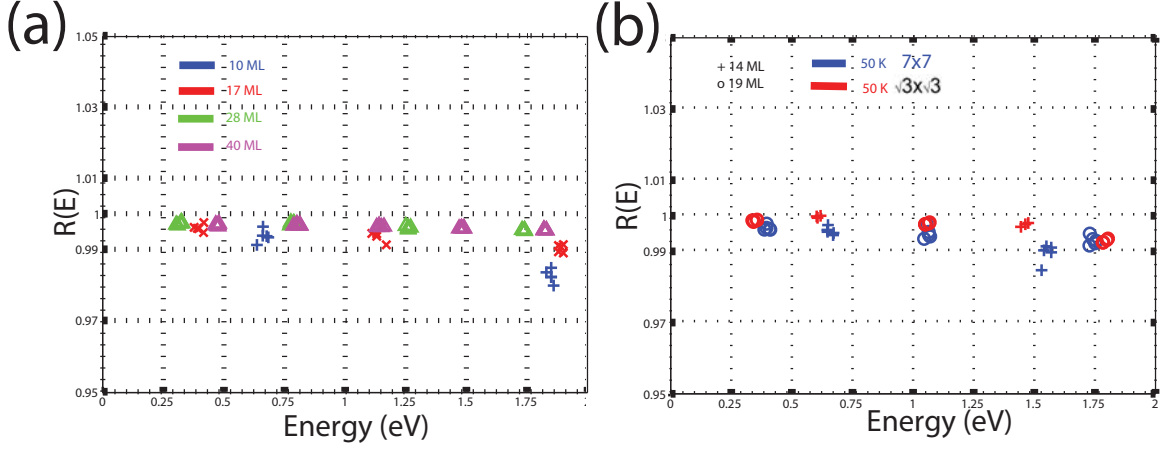 (a)
1.05
1.03
1.01
1
0.99
0.97
0.95
R(E)
10 ML
17 ML
28 ML
40 ML
0 0.25 0.5 0.75 1 1.25 1.5 1.75
Energy (eV)
(b)
1.03
1.01
1
0.99
0.97
0.95
R(E)
+ 14 ML
o 19 ML
50 K 7x7
50 K √3x√3
0 0.25 0.5 0.75 1 1.25 1.5 1.75 2
Energy (eV)